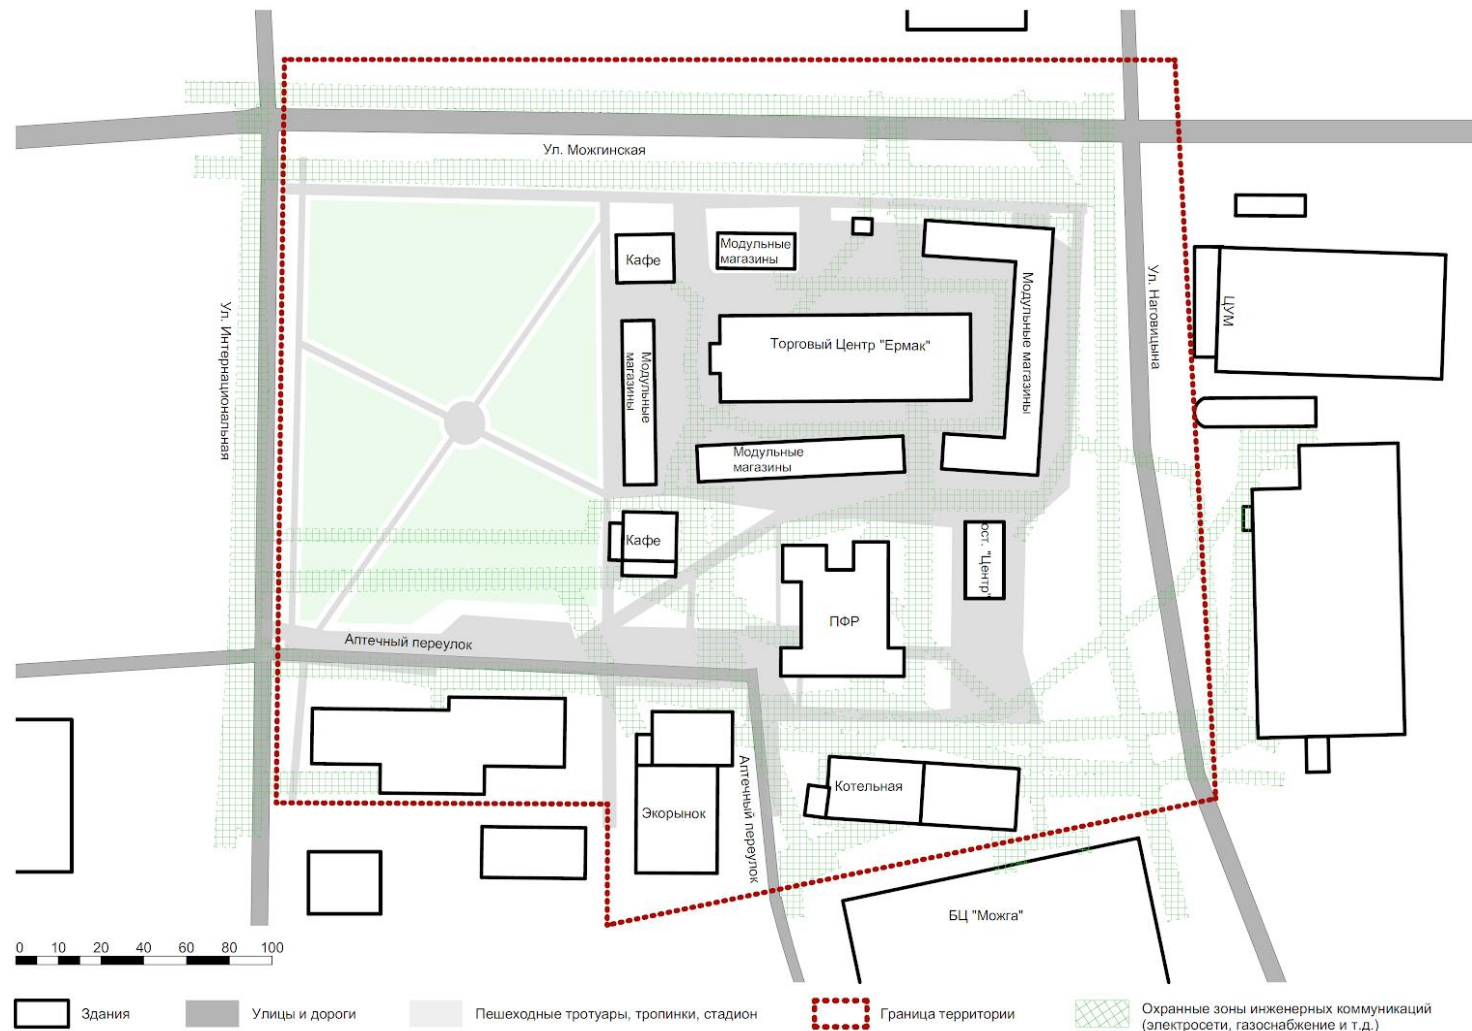 Ул. Можгинская
Кафе
Модульные
магазины
Ул. Интернациональная
Модульные
магазины
Торговый Центр "Ермак"
Модульные магазины
Ул. Наговицына
ЦУМ
Модульные
магазины
Кафе
ост. "Центр"
ПФР
Аптечный переулок
Экорынок
Аптечный переулок
Котельная
БЦ "Можга"
0 10 20 40 60 80 100
Здания
Улицы и дороги
Пешеходные тротуары, тропинки, стадион
Граница территории
Охранные зоны инженерных коммуникаций
(электросети, газоснабжение и т.д.)